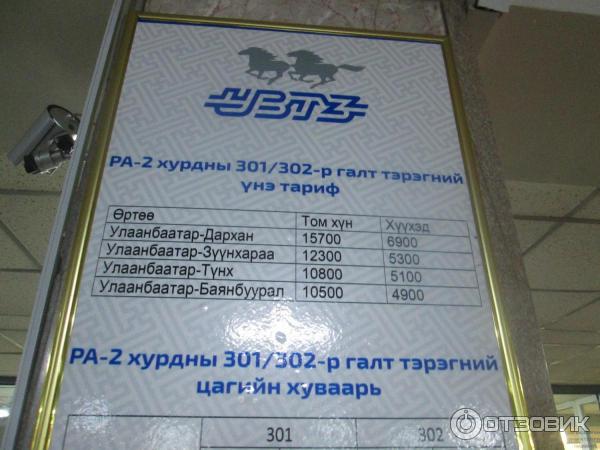 УБТЗ
РА-2 хурдны 301/302-р галт тэрэгний
үнэ тариф
Өртөө Том хүн Хүүхэд
Улаанбаатар-Дархан 15700 6900
Улаанбаатар-Зүүнхараа 12300 5300
Улаанбаатар-Түнх 10800 5100
Улаанбаатар-Баянбуурал 10500 4900
РА-2 хурдны 301/302-р галт тэрэгний
цагийн хуваарь
301 302
ОТЗОВИК